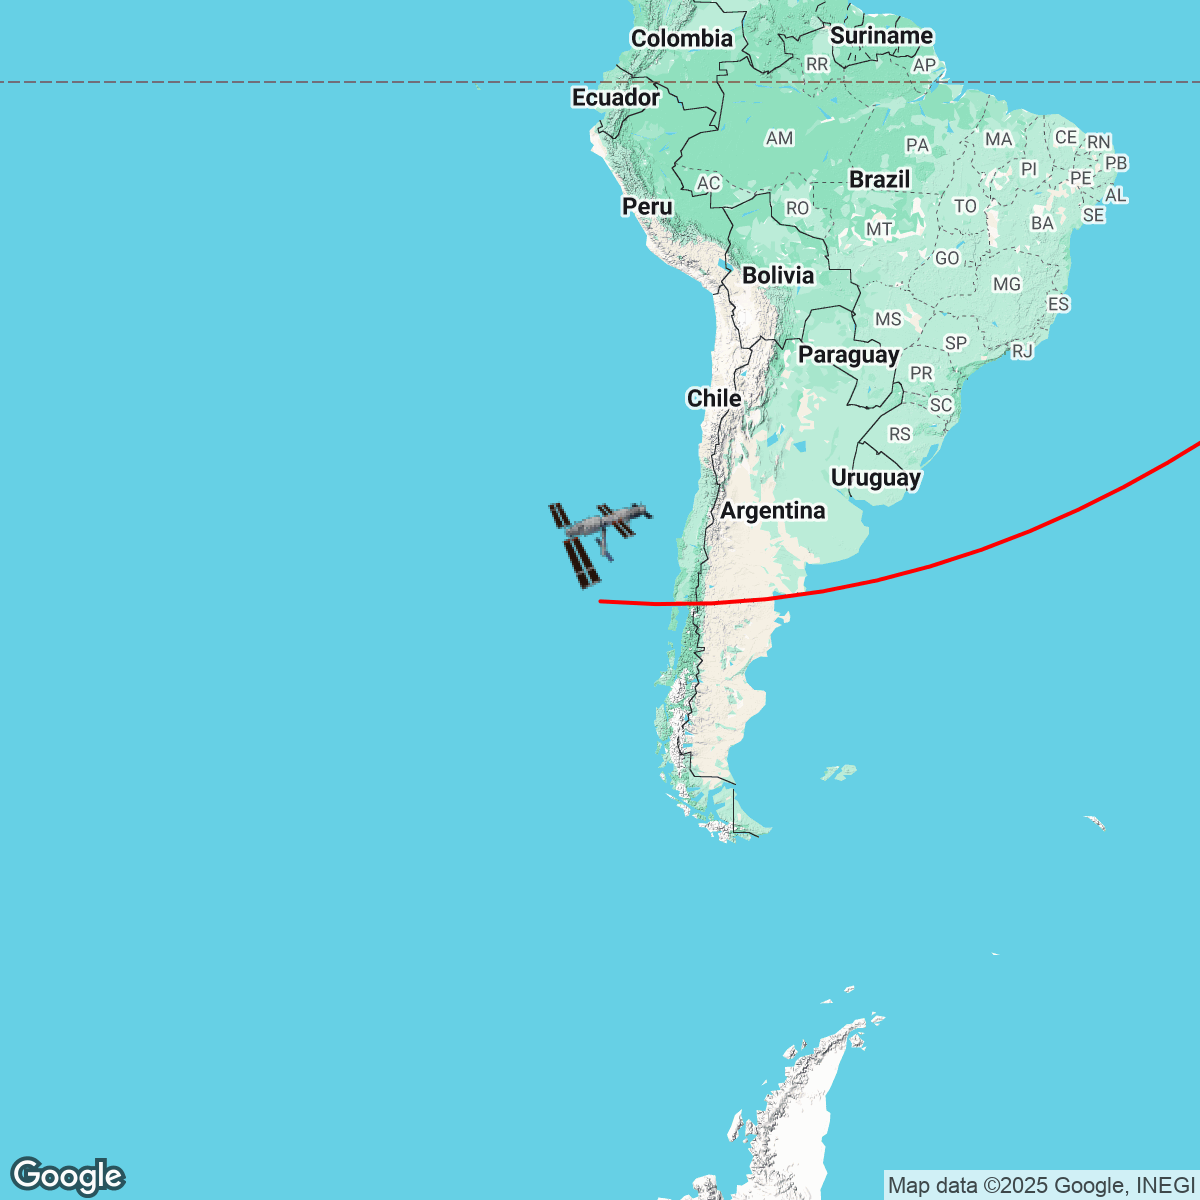 Colombia
Suriname
RR
AP
Ecuador
AM
PA
MA
CE
RN
PI
PB
PE
AC
Brazil
AL
RO
TO
SE
Peru
MT
BA
GO
Bolivia
MG
ES
MS
SP
RJ
Paraguay
PR
Chile
SC
RS
Uruguay
Argentina
Google
Map data ©2025 Google, INEGI